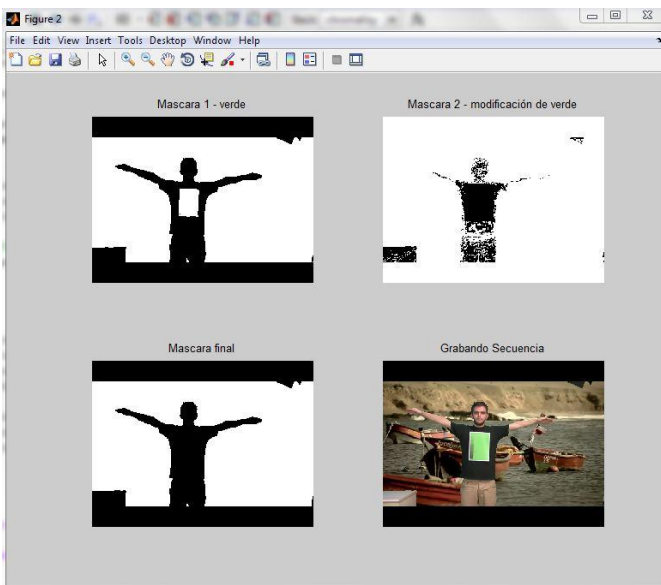 Figure 2
File Edit View Insert Tools Desktop Window Help
Mascara 1 - verde
Mascara 2 - modificación de verde
Mascara final
Grabando Secuencia